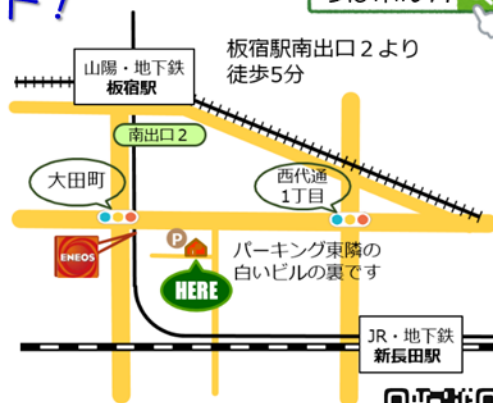 ド！
山陽・地下鉄
板宿駅
板宿駅南出口２より
徒歩5分
南出口２
大田町
西代通
1丁目
ENEOS
P
HERE
パーキング東隣の
白いビルの裏です
JR・地下鉄
新長田駅